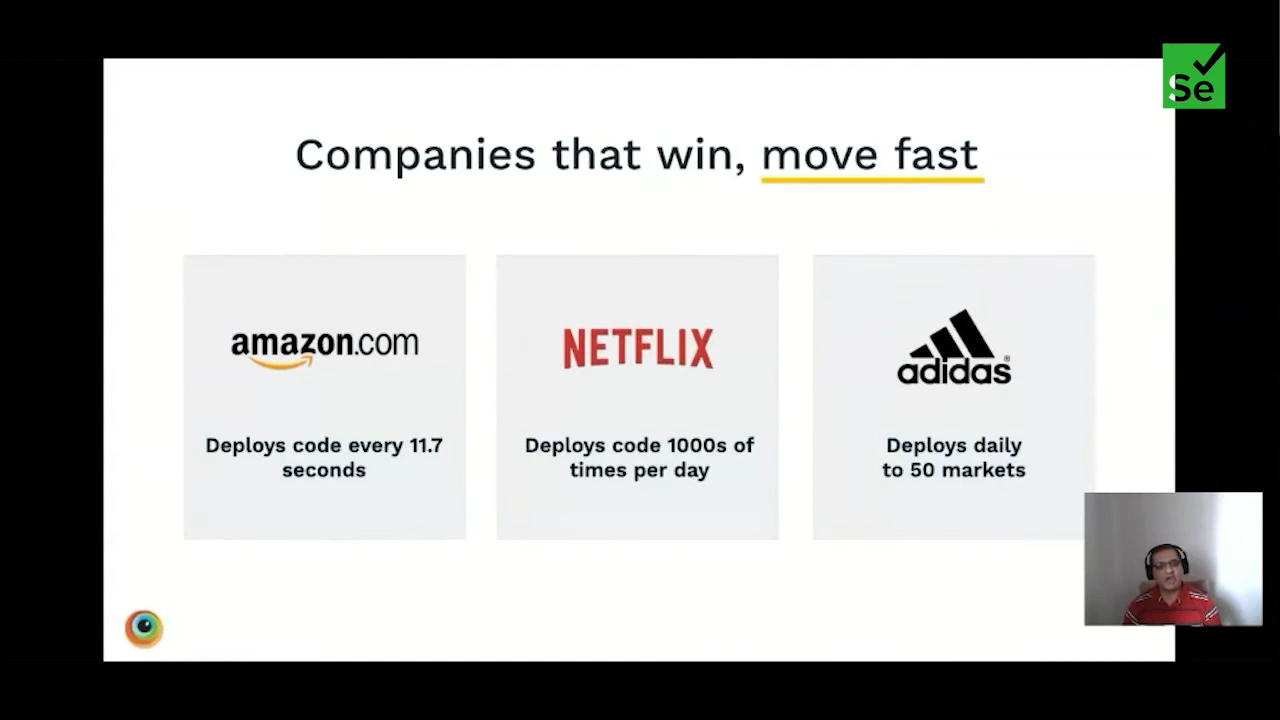 Se
Companies that win, move fast
amazon.com
Deploys code every 11.7
seconds
NETFLIX
Deploys code 1000s of
times per day
adidas®
Deploys daily
to 50 markets